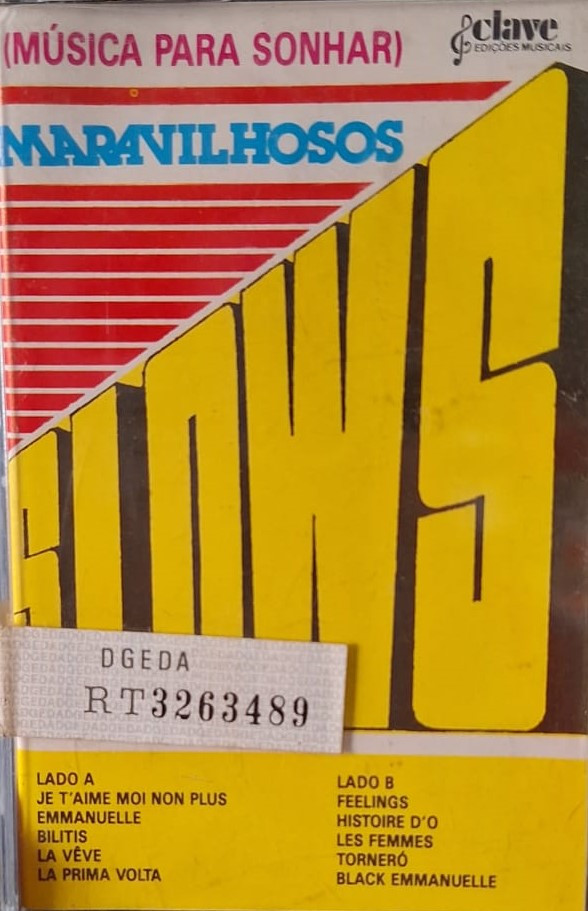 (MÚSICA PARA SONHAR)
clave
EDIÇÕES MUSICAIS
MARAVILHOSOS
SLOWS
DGEDA
RT3263489
LADO A
JE T'AIME MOI NON PLUS
EMMANUELLE
BILITIS
LA VÊVE
LA PRIMA VOLTA
LADO B
FEELINGS
HISTOIRE D'O
LES FEMMES
TORNERÓ
BLACK EMMANUELLE